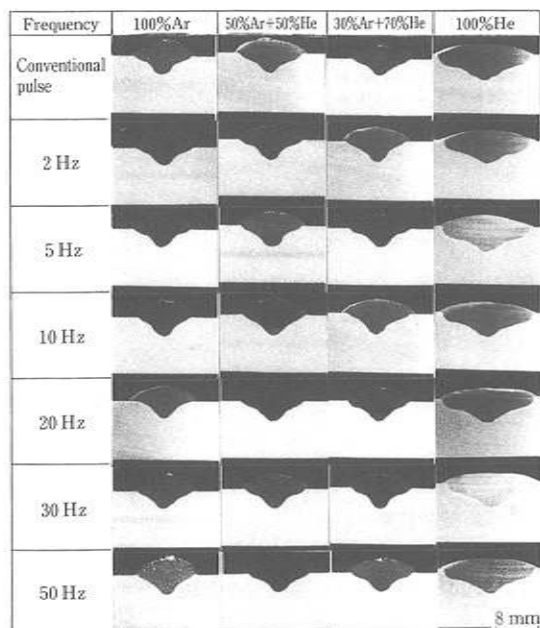 Frequency 100%Ar 50%Ar+50%He 30%Ar+70%He 100%He
Conventional
pulse
2 Hz
5 Hz
10 Hz
20 Hz
30 Hz
50 Hz
8 mm